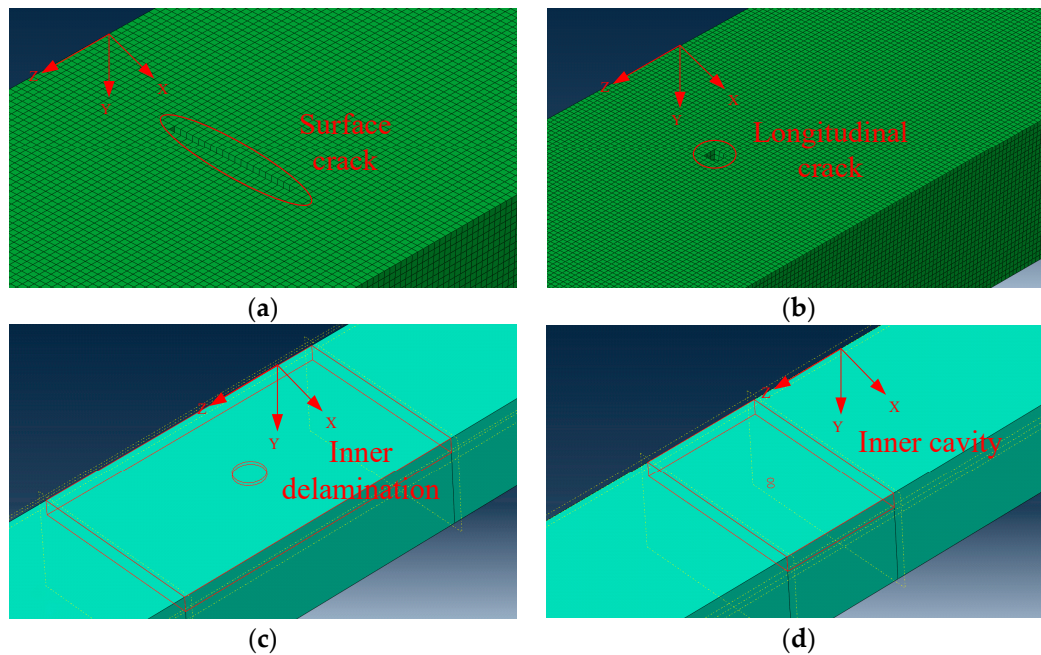 Z
X
Y
Surface
crack
(a)
Z
X
Y
Longitudinal
crack
(b)
Z
X
Y
Inner
delamination
(c)
Z
X
Y
Inner cavity
(d)